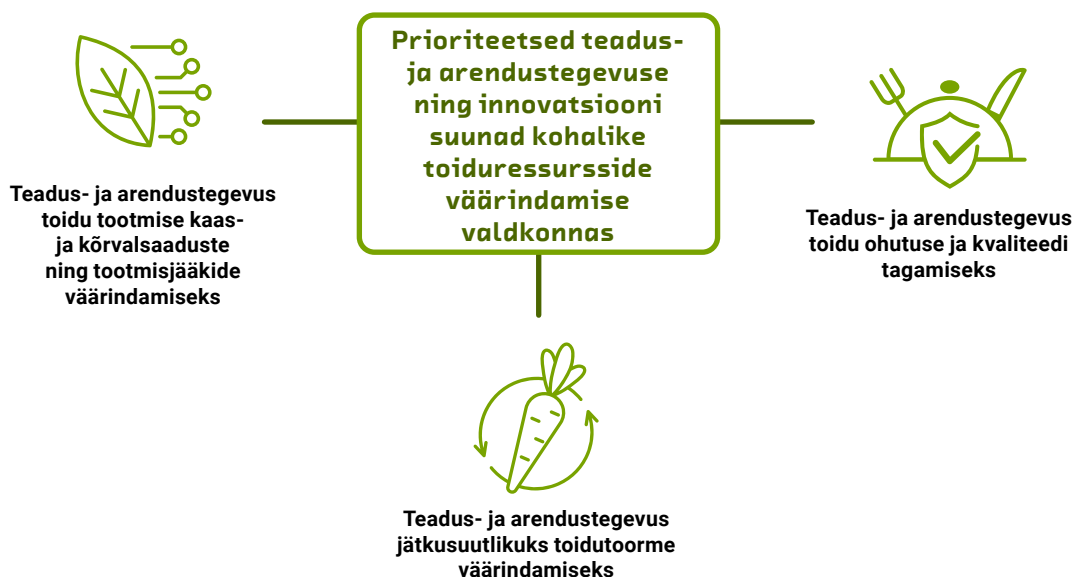 Prioriteetsed teadus-
ja arendustegevuse
ning innovatsiooni
suunad kohalike
toiduressursside
väärindamise
valdkonnas
Teadus- ja arendustegevus
toidu tootmise kaas-
ja kõrvalsaaduste
ning tootmisjääkide
väärindamiseks
Teadus- ja arendustegevus
toidu ohutuse ja kvaliteedi
tagamiseks
Teadus- ja arendustegevus
jätkusuutlikuks toidutoorme
väärindamiseks